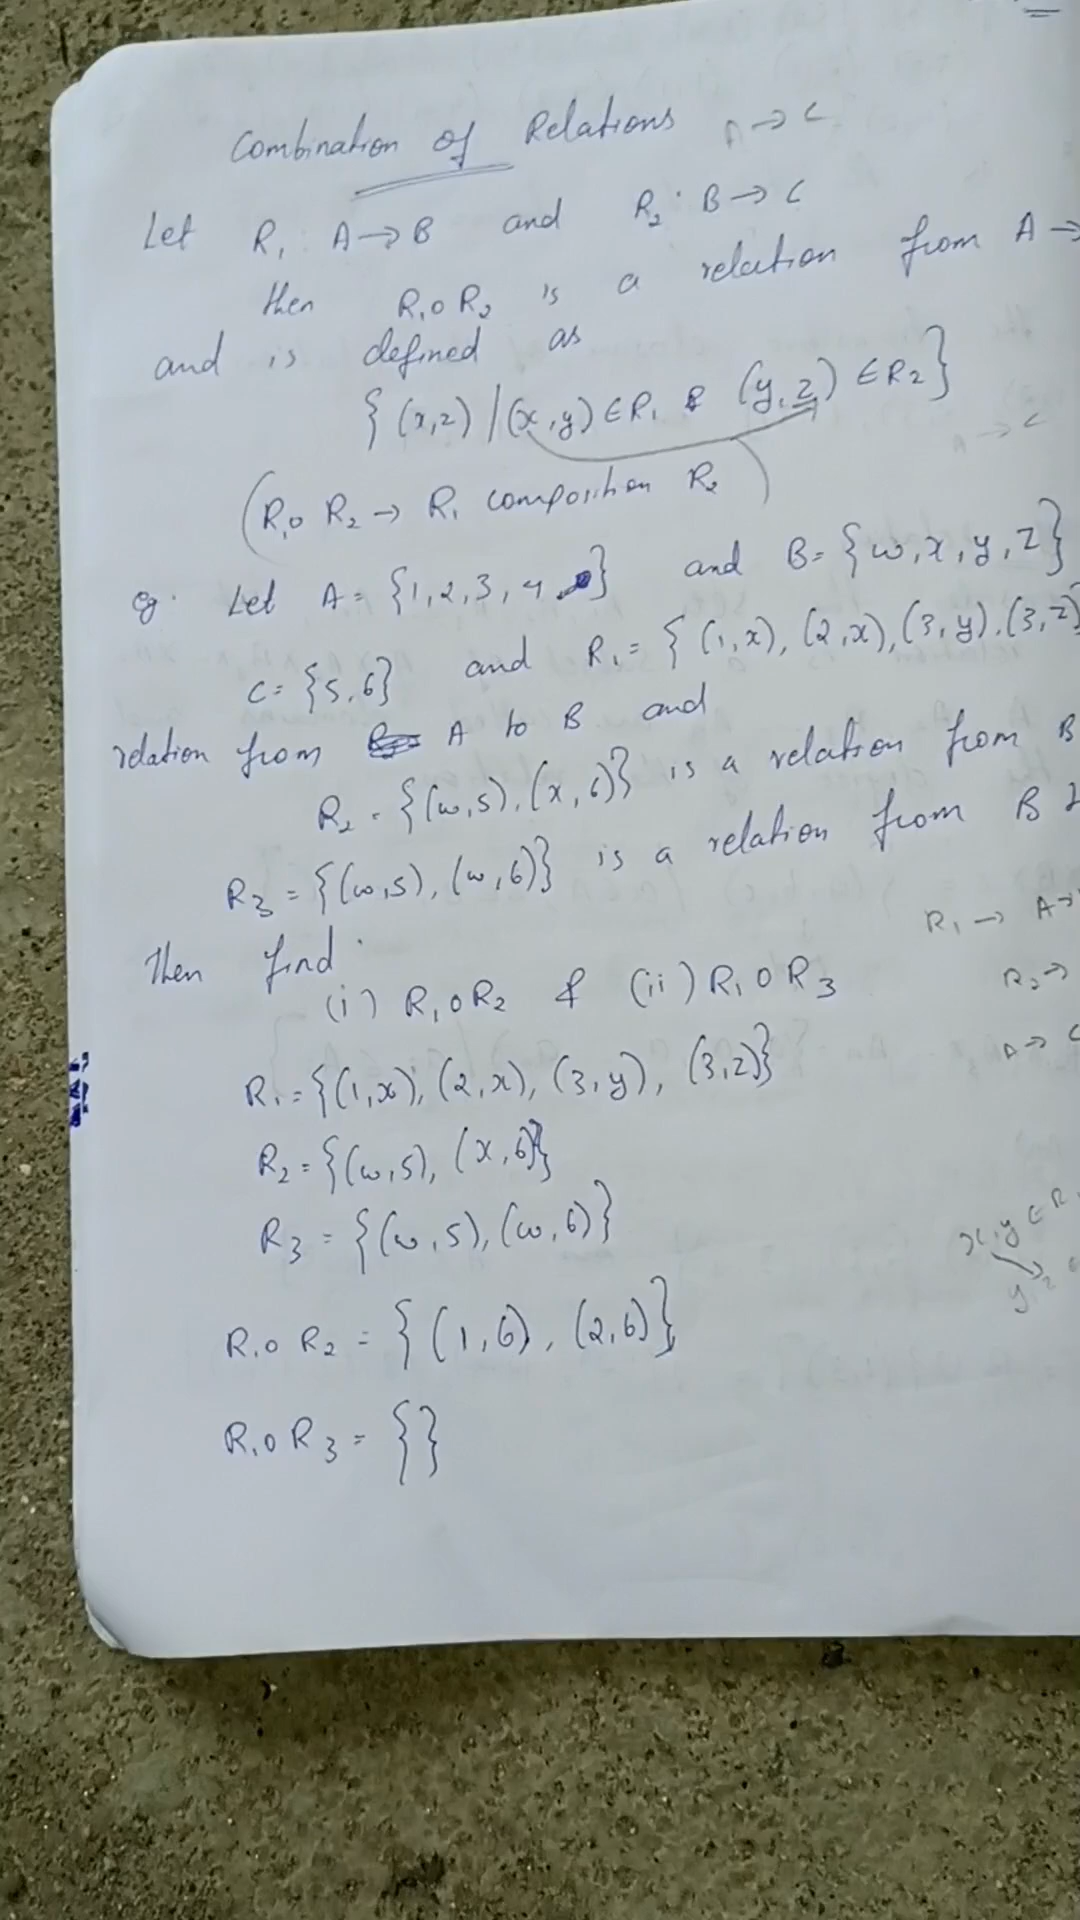 Combination of Relations A → C
Let R₁ : A → B and R₂ : B → C
then R₁ o R₂ is a relation from A →
and is defined as
{ (x,z) / (x,y) ∈ R₁ & (y,z) ∈ R₂ }
(R₁ o R₂ → R₁ composition R₂)
A → C
eg. Let A = {1,2,3,4} and B = {w,x,y,z}
C = {5,6} and R₁ = { (1,x), (2,x), (3,y), (3,z)
relation from A to B and
R₂ = {(w,5), (x,6)} is a relation from B
R₃ = {(w,5), (w,6)} is a relation from B
R₁ → A →
Then find
R₂ →
(i) R₁ o R₂ & (ii) R₁ o R₃
A → C
R₁ = {(1,x), (2,x), (3,y), (3,z)}
R₂ = {(w,5), (x,6)}
R₃ = {(w,5), (w,6)}
x,y ∈ R
y,z
R₁ o R₂ = { (1,6), (2,6)}
R₁ o R₃ = { }